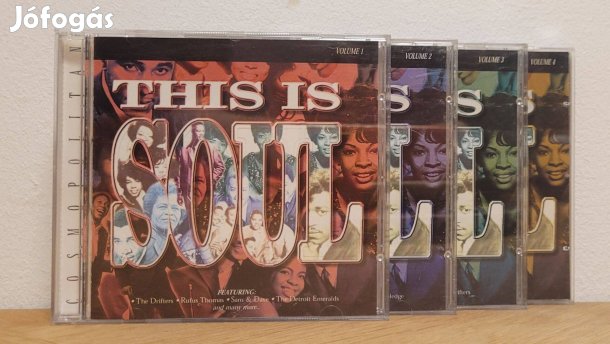 Jófogás
COSMOPOLITAN
VOLUME 1
THIS IS
SOUL
FEATURING:
• The Drifters • Rufus Thomas • Sam & Dave • The Detroit Emeralds
and many more...
VOLUME 2
S
L
VOLUME 3
S
L
VOLUME 4
S
L